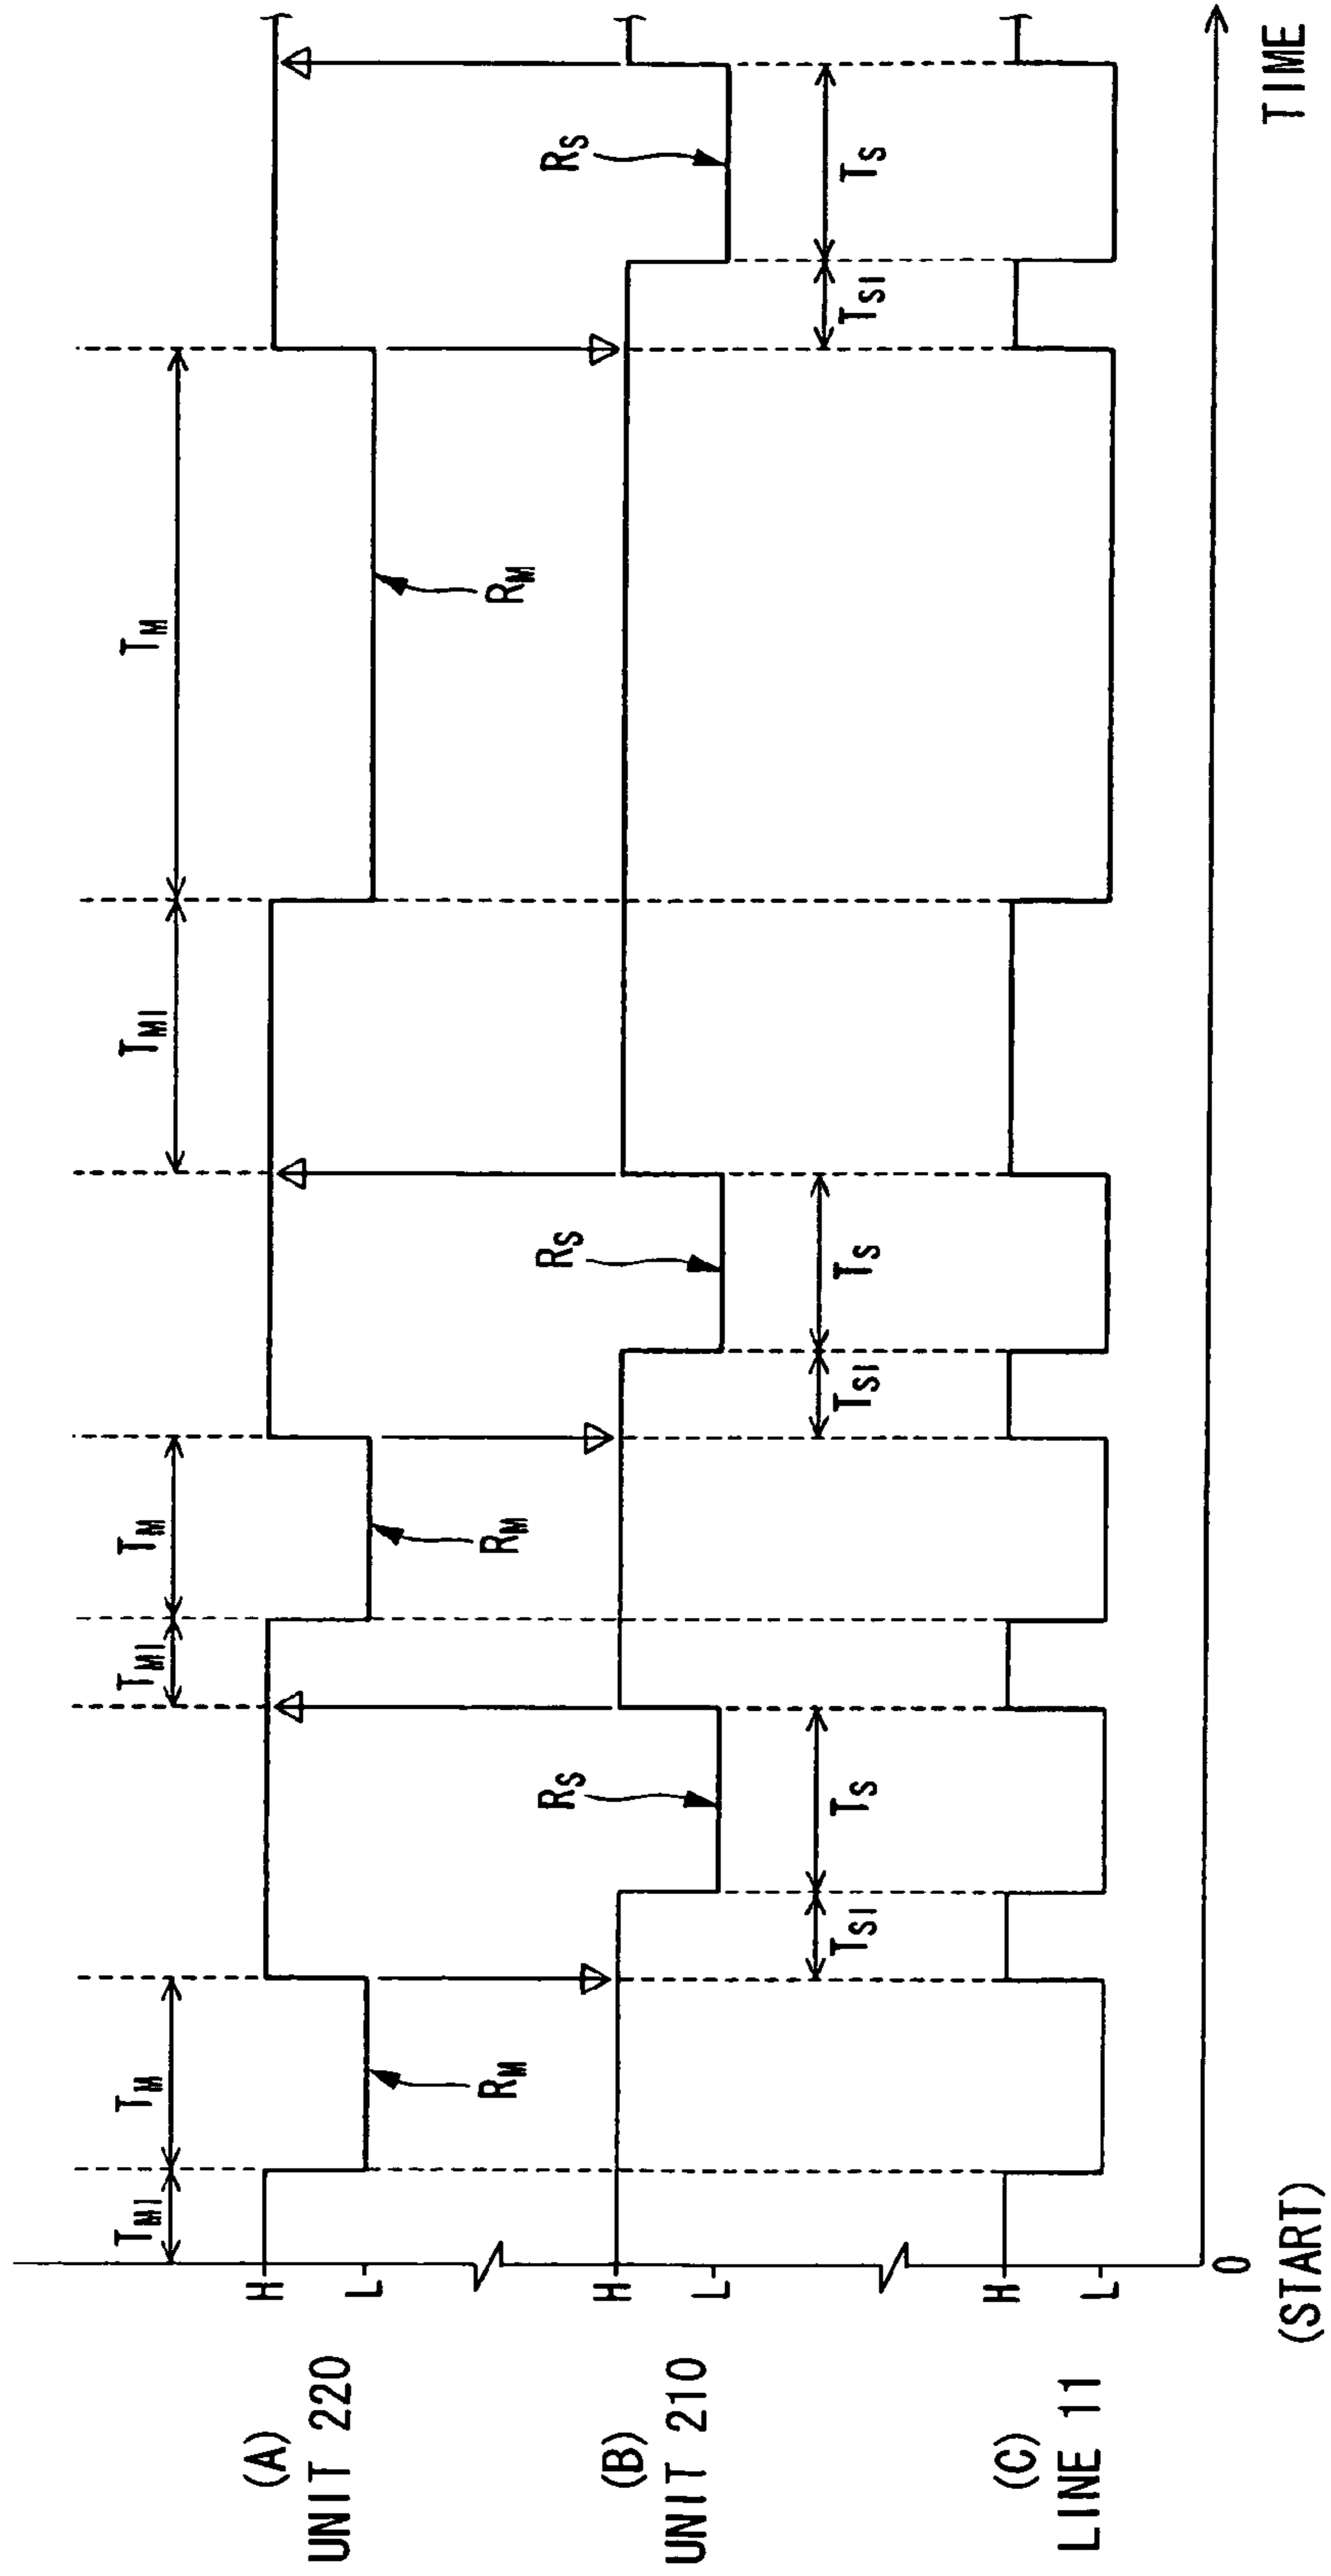 TMI TM TMI TM TMI TM
(A)
UNIT 220
H
L
RM RM RM
(B)
UNIT 210
H
L
RS RS RS
TSI TS TSI TS TSI TS
(C)
LINE 11
H
L
0
(START)
TIME